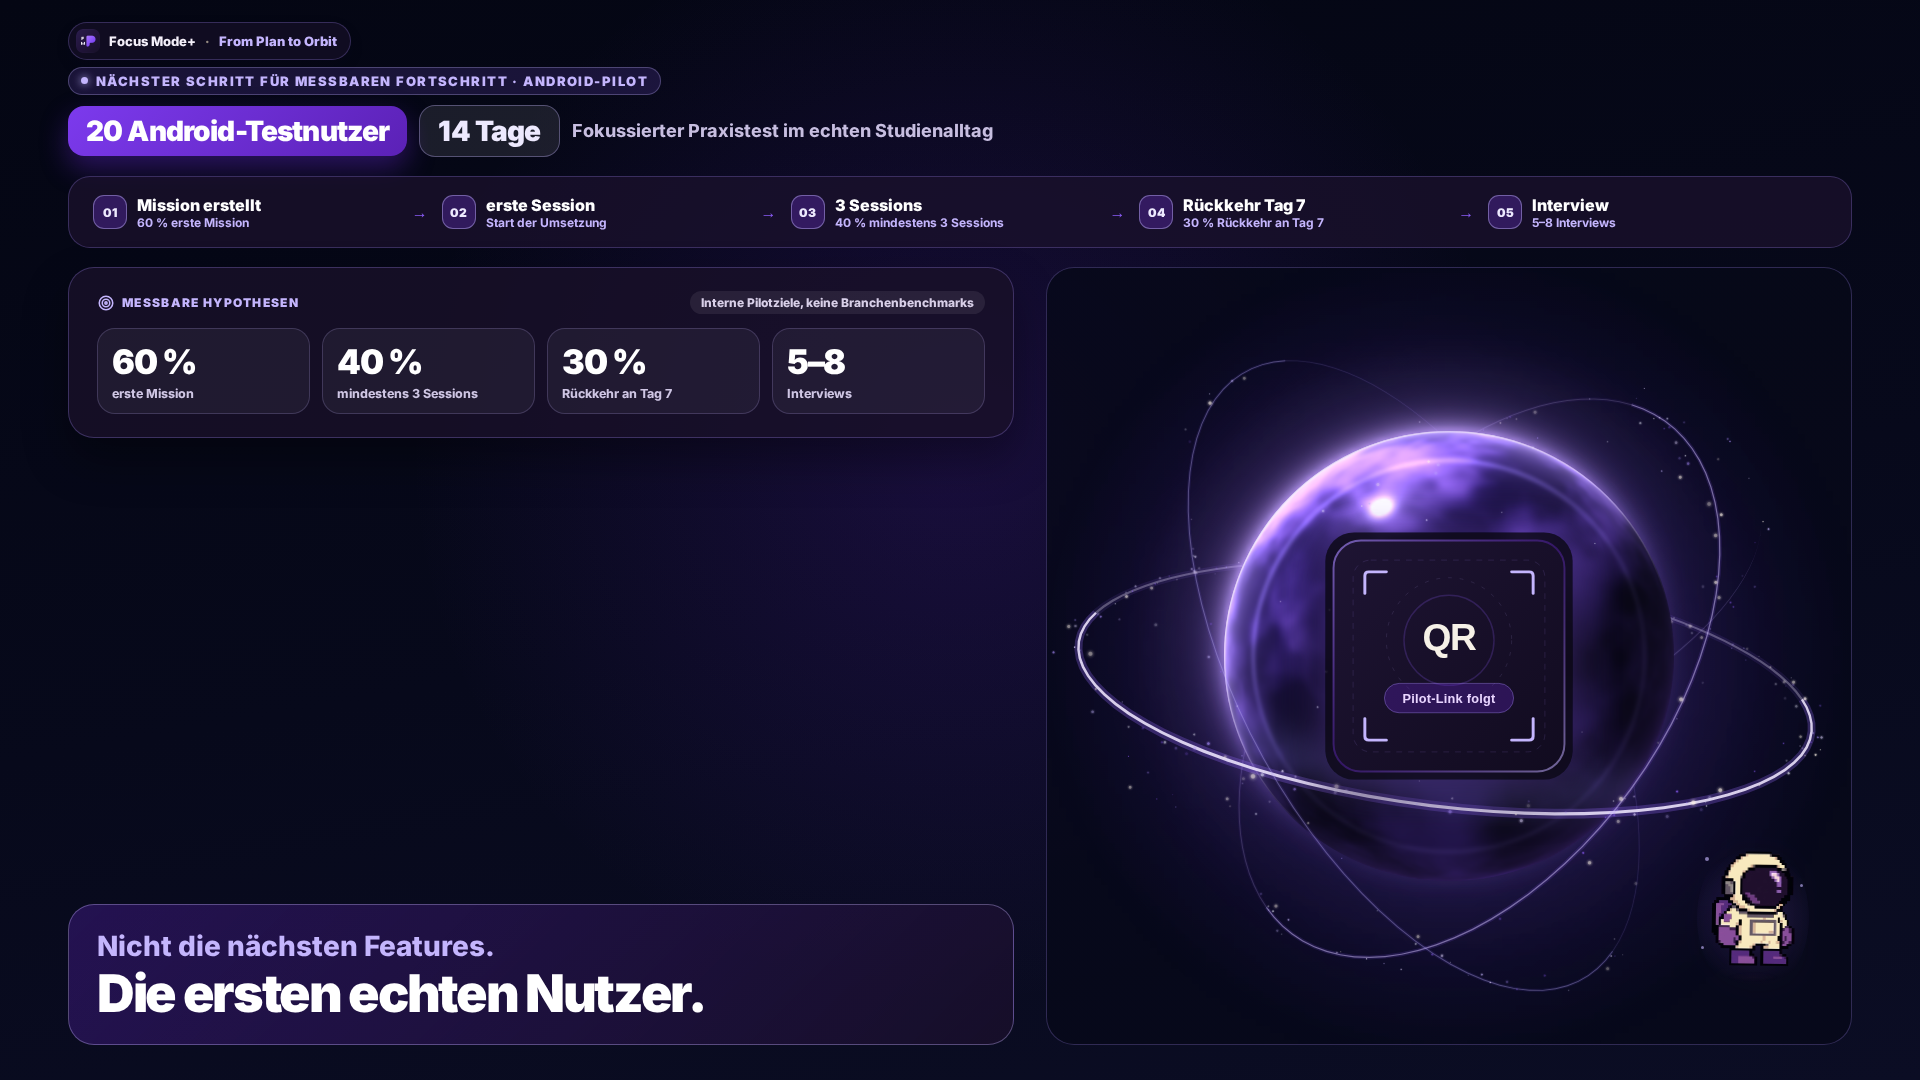 Focus Mode+ · From Plan to Orbit
NÄCHSTER SCHRITT FÜR MESSBAREN FORTSCHRITT · ANDROID-PILOT
20 Android-Testnutzer
14 Tage
Fokussierter Praxistest im echten Studienalltag
01
Mission erstellt
60 % erste Mission
→
02
erste Session
Start der Umsetzung
→
03
3 Sessions
40 % mindestens 3 Sessions
→
04
Rückkehr Tag 7
30 % Rückkehr an Tag 7
→
05
Interview
5–8 Interviews
MESSBARE HYPOTHESEN
Interne Pilotziele, keine Branchenbenchmarks
60 %
erste Mission
40 %
mindestens 3 Sessions
30 %
Rückkehr an Tag 7
5–8
Interviews
QR
Pilot-Link folgt
Nicht die nächsten Features.
Die ersten echten Nutzer.